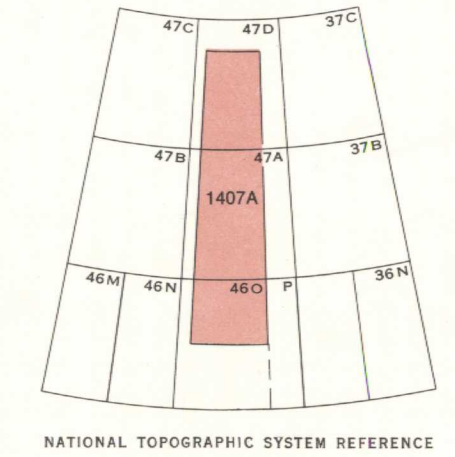 47C 47D 37C
47B 47A 37B
1407A
46M 46N 46O P 36N
NATIONAL TOPOGRAPHIC SYSTEM REFERENCE